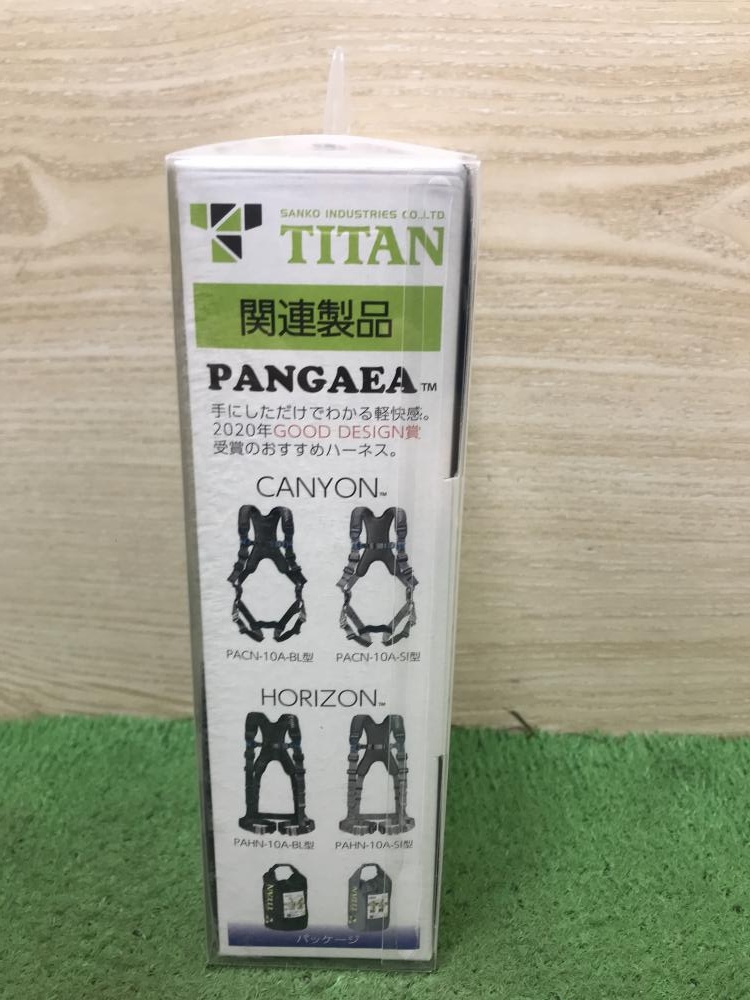 SANKO INDUSTRIES CO.,LTD
TITAN
関連製品
PANGAEA™
手にしただけでわかる軽快感。
2020年GOOD DESIGN賞
受賞のおすすめハーネス。
CANYON™
PACN-10A-BL型 PACN-10A-SI型
HORIZON™
PAHN-10A-BL型 PAHN-10A-SI型
TITAN TITAN
パッケージ